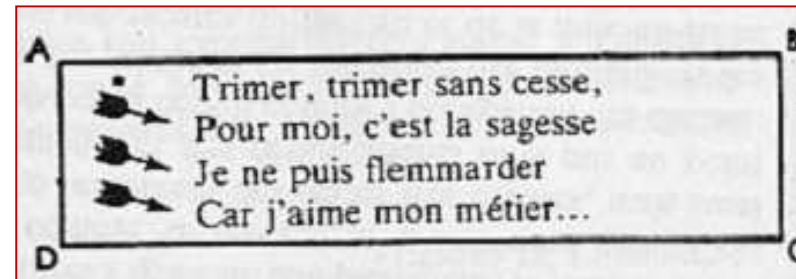 A B
Trimer, trimer sans cesse,
Pour moi, c'est la sagesse
Je ne puis flemmarder
Car j'aime mon métier...
D C